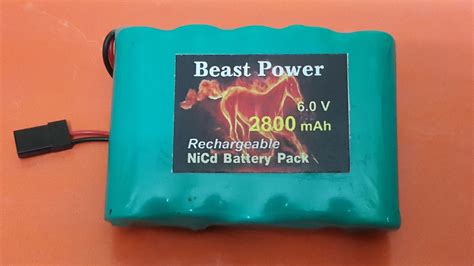 Beast Power
6.0 V
2800 mAh
Rechargeable
NiCd Battery Pack